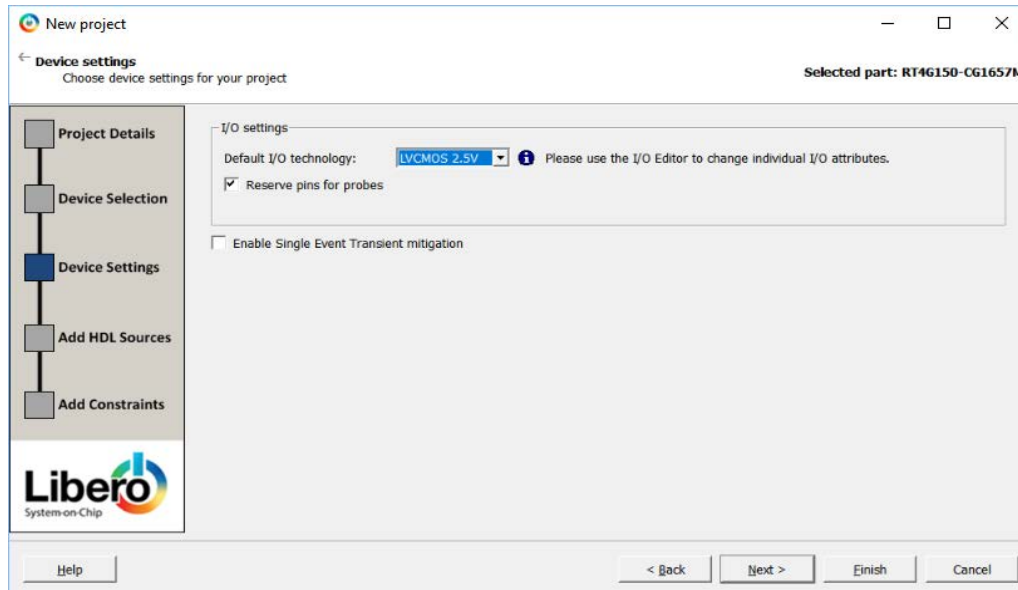 New project
Device settings
Choose device settings for your project
Selected part: RT4G150-CG1657M
Project Details
Device Selection
Device Settings
Add HDL Sources
Add Constraints
Libero
System-on-Chip
I/O settings
Default I/O technology: LVCMOS 2.5V Please use the I/O Editor to change individual I/O attributes.
Reserve pins for probes
Enable Single Event Transient mitigation
Help < Back Next > Finish Cancel